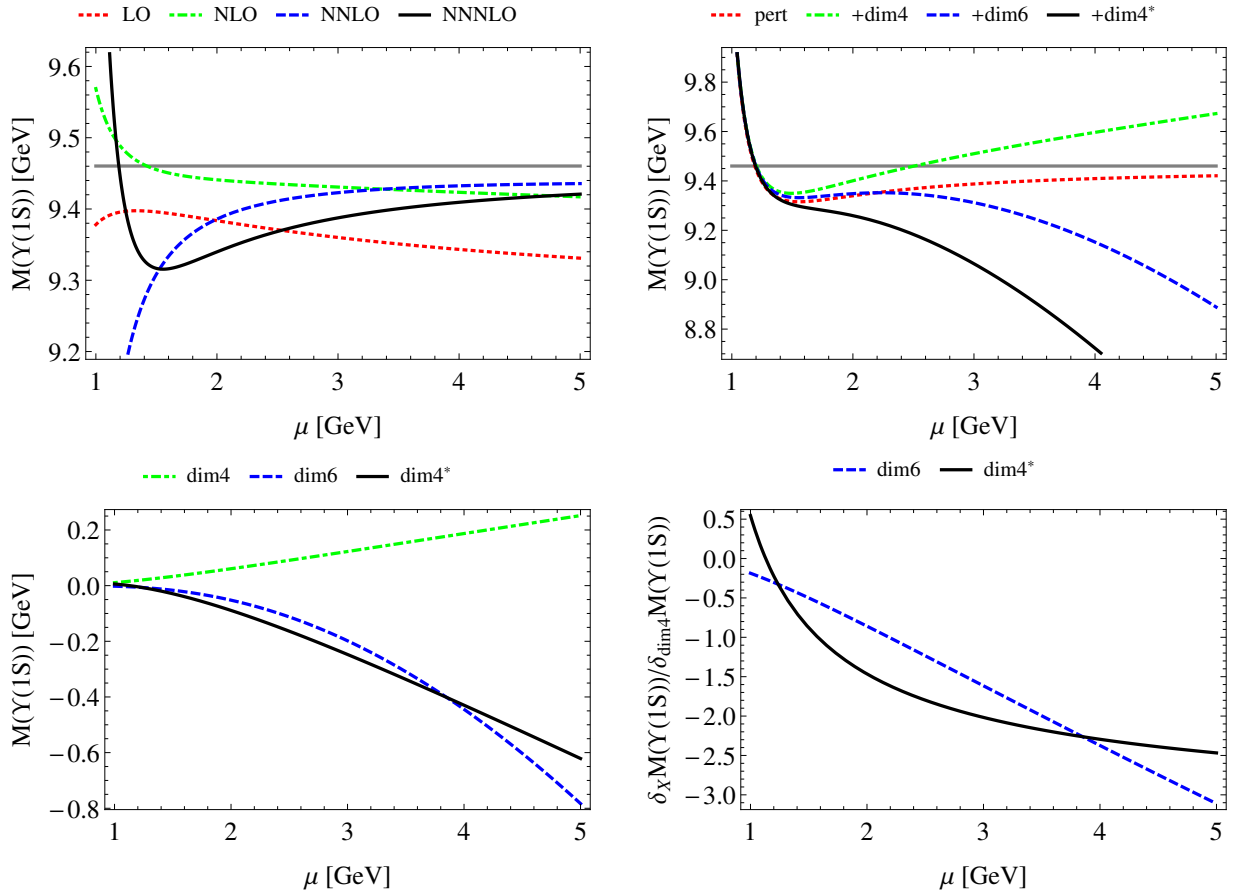 LO NLO NNLO NNNLO
M(Υ(1S)) [GeV]
9.6
9.5
9.4
9.3
9.2
1 2 3 4 5
μ [GeV]
pert +dim4 +dim6 +dim4*
M(Υ(1S)) [GeV]
9.8
9.6
9.4
9.2
9.0
8.8
1 2 3 4 5
μ [GeV]
dim4 dim6 dim4*
M(Υ(1S)) [GeV]
0.2
0.0
−0.2
−0.4
−0.6
−0.8
1 2 3 4 5
μ [GeV]
dim6 dim4*
δXM(Υ(1S))/δdim4M(Υ(1S))
0.5
0.0
−0.5
−1.0
−1.5
−2.0
−2.5
−3.0
1 2 3 4 5
μ [GeV]